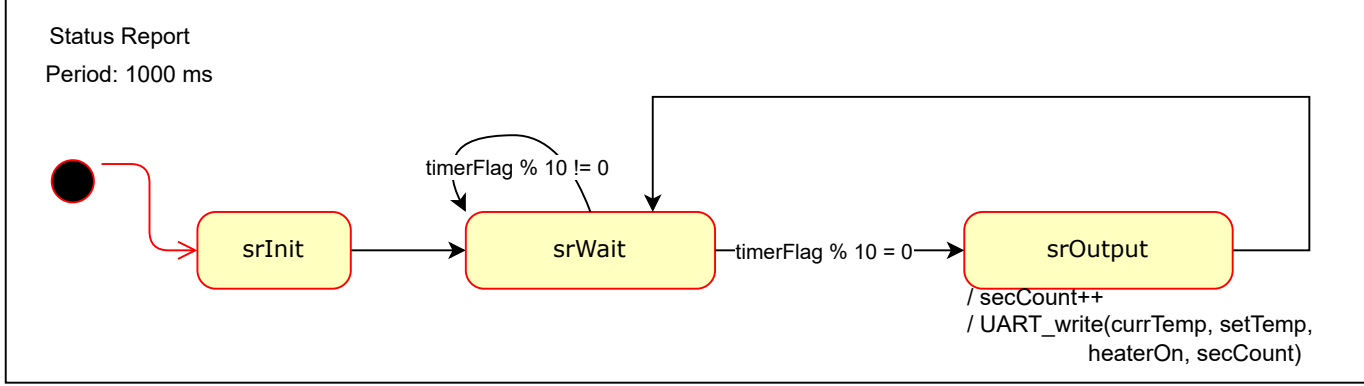 Status Report
Period: 1000 ms
timerFlag % 10 != 0
srInit
srWait
timerFlag % 10 = 0
srOutput
/ secCount++
/ UART_write(currTemp, setTemp,
heaterOn, secCount)